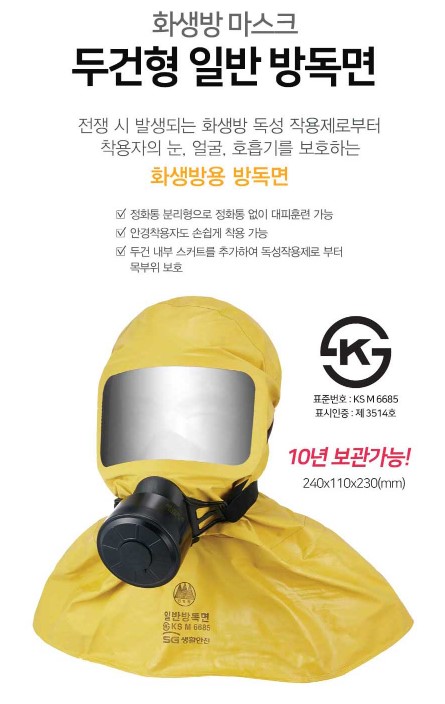 화생방 마스크
두건형 일반 방독면
전쟁 시 발생되는 화생방 독성 작용제로부터
착용자의 눈, 얼굴, 호흡기를 보호하는
화생방용 방독면
정화통 분리형으로 정화통 없이 대피훈련 가능
안경착용자도 손쉽게 착용 가능
두건 내부 스커트를 추가하여 독성작용제로 부터
목부위 보호
표준번호 : KS M 6685
표시인증 : 제 3514호
10년 보관가능!
240x110x230(mm)
일반방독면
㉿ KS M 6685
SG 생활안전